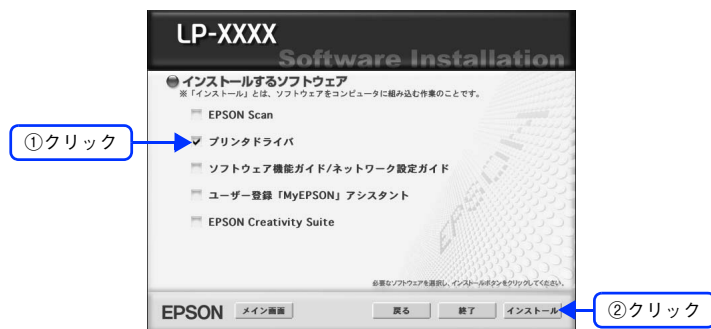 LP-XXXX
Software Installation
インストールするソフトウェア
※「インストール」とは、ソフトウェアをコンピュータに組み込む作業のことです。
EPSON Scan
①クリック
プリンタドライバ
ソフトウェア機能ガイド/ネットワーク設定ガイド
ユーザー登録「MyEPSON」アシスタント
EPSON Creativity Suite
EPSON
必要なソフトウェアを選択し、インストールボタンをクリックしてください。
EPSON メイン画面 戻る 終了 インストール
②クリック